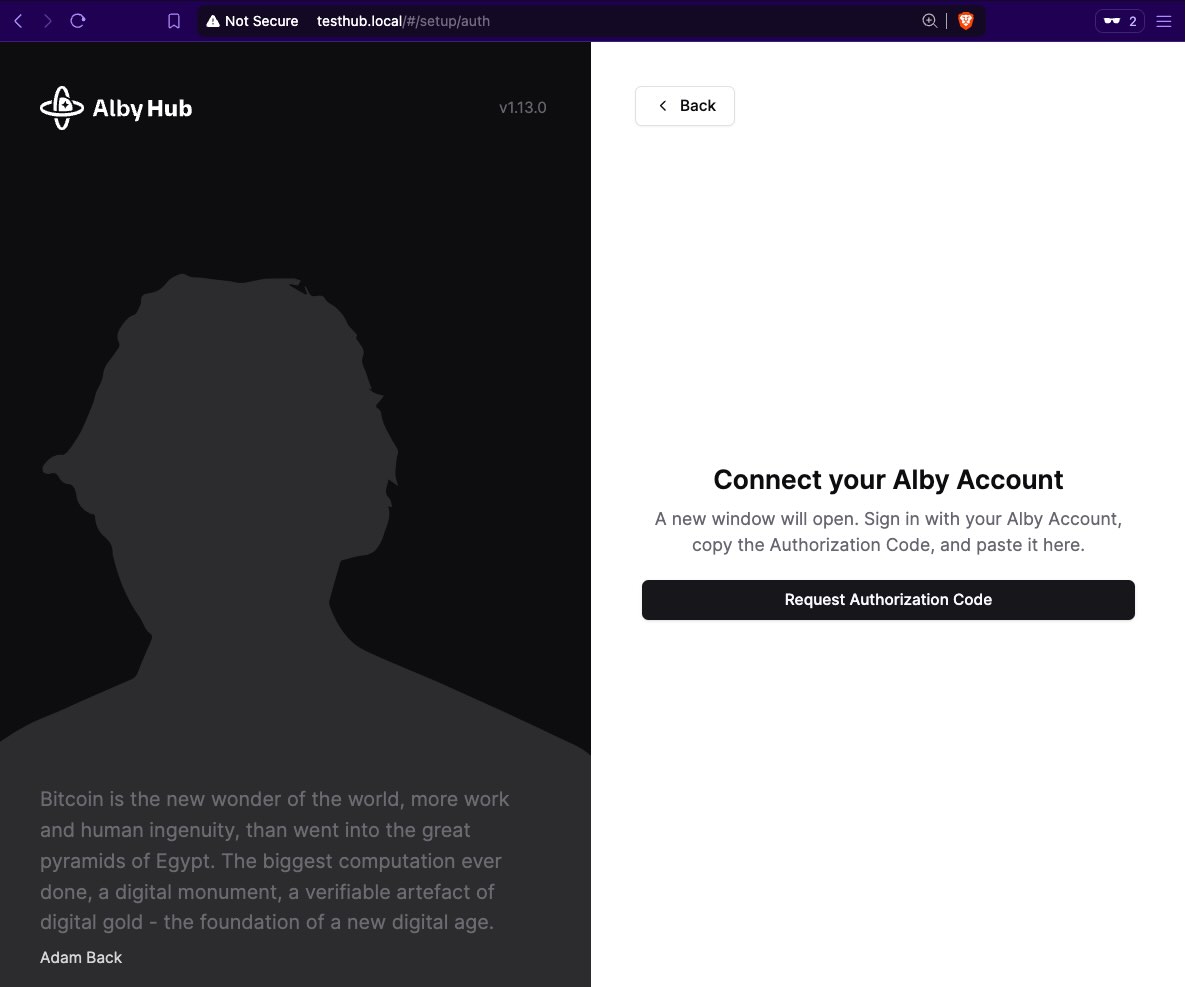 Not Secure testhub.local/#/setup/auth
2
Alby Hub
v1.13.0
Bitcoin is the new wonder of the world, more work
and human ingenuity, than went into the great
pyramids of Egypt. The biggest computation ever
done, a digital monument, a verifiable artefact of
digital gold - the foundation of a new digital age.
Adam Back
Back
Connect your Alby Account
A new window will open. Sign in with your Alby Account,
copy the Authorization Code, and paste it here.
Request Authorization Code